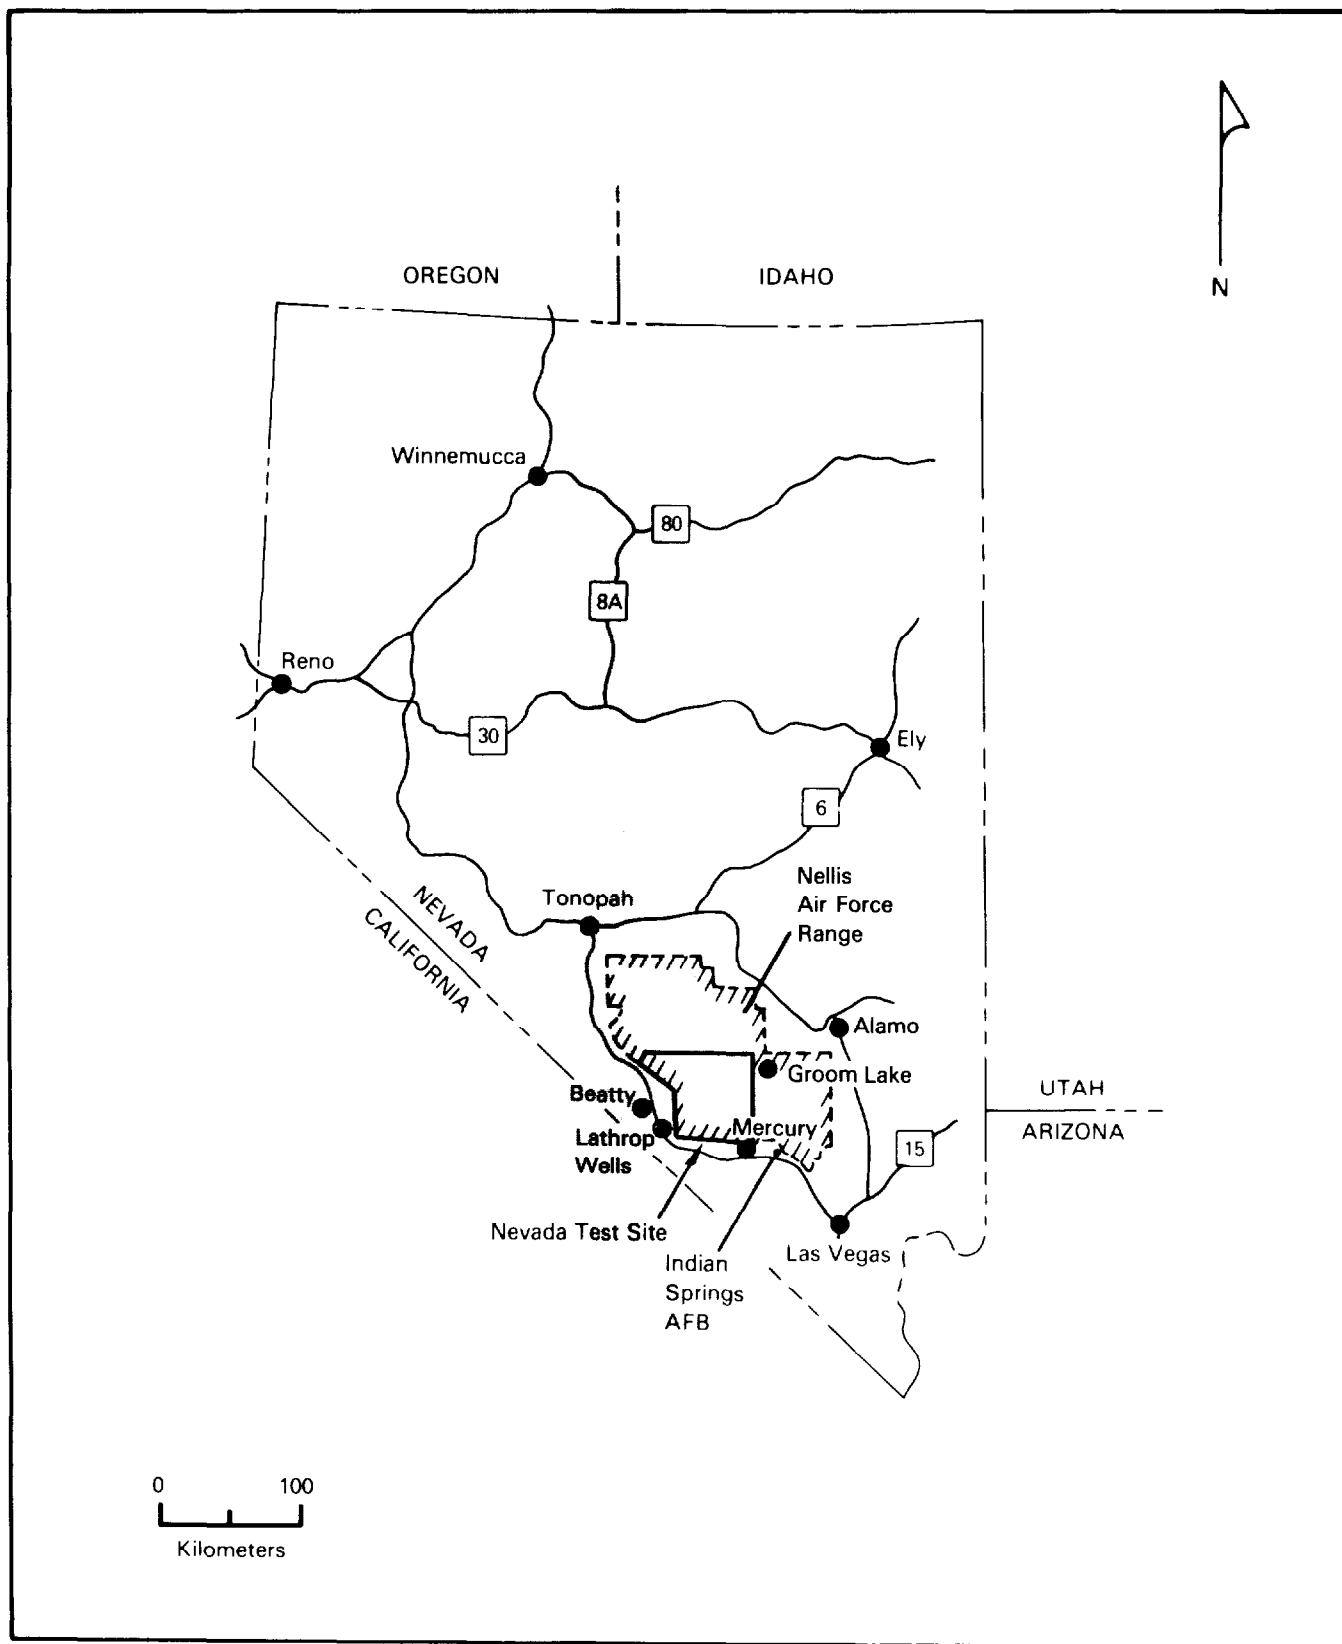 OREGON
IDAHO
N
Winnemucca
80
8A
Reno
30
Ely
6
Nellis
Air Force
Range
Tonopah
NEVADA
CALIFORNIA
Alamo
Groom Lake
Beatty
Mercury
Lathrop
Wells
UTAH
ARIZONA
15
Nevada Test Site
Las Vegas
Indian
Springs
AFB
0 100
Kilometers